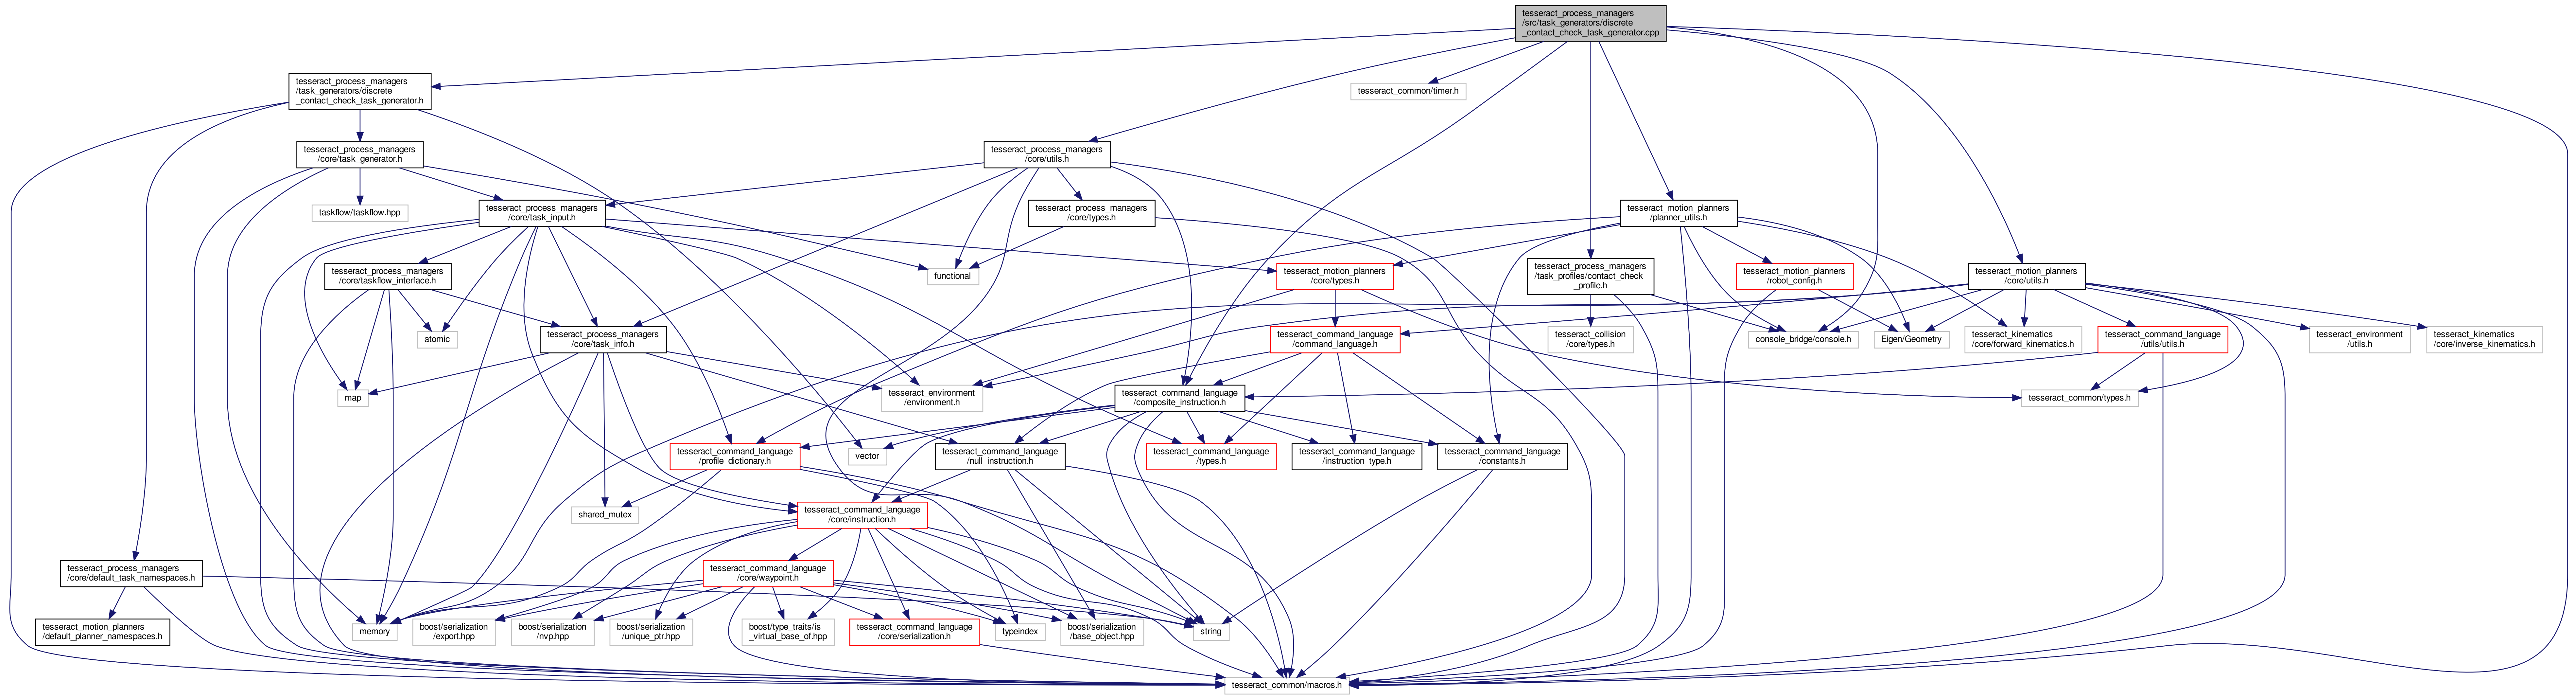 tesseract_process_managers
/src/task_generators/discrete
_contact_check_task_generator.cpp
tesseract_process_managers
/task_generators/discrete
_contact_check_task_generator.h
tesseract_common/timer.h
tesseract_process_managers
/core/task_generator.h
tesseract_process_managers
/core/utils.h
taskflow/taskflow.hpp
tesseract_process_managers
/core/task_input.h
tesseract_process_managers
/core/types.h
tesseract_motion_planners
/planner_utils.h
tesseract_process_managers
/core/taskflow_interface.h
functional
tesseract_motion_planners
/core/types.h
tesseract_process_managers
/task_profiles/contact_check
_profile.h
tesseract_motion_planners
/robot_config.h
tesseract_motion_planners
/core/utils.h
atomic
tesseract_process_managers
/core/task_info.h
tesseract_command_language
/command_language.h
tesseract_collision
/core/types.h
console_bridge/console.h
Eigen/Geometry
tesseract_kinematics
/core/forward_kinematics.h
tesseract_command_language
/utils/utils.h
tesseract_environment
/utils.h
tesseract_kinematics
/core/inverse_kinematics.h
map
tesseract_environment
/environment.h
tesseract_command_language
/composite_instruction.h
tesseract_common/types.h
tesseract_command_language
/profile_dictionary.h
vector
tesseract_command_language
/null_instruction.h
tesseract_command_language
/types.h
tesseract_command_language
/instruction_type.h
tesseract_command_language
/constants.h
shared_mutex
tesseract_command_language
/core/instruction.h
tesseract_process_managers
/core/default_task_namespaces.h
tesseract_command_language
/core/waypoint.h
tesseract_motion_planners
/default_planner_namespaces.h
memory
boost/serialization
/export.hpp
boost/serialization
/nvp.hpp
boost/serialization
/unique_ptr.hpp
boost/type_traits/is
_virtual_base_of.hpp
tesseract_command_language
/core/serialization.h
typeindex
boost/serialization
/base_object.hpp
string
tesseract_common/macros.h